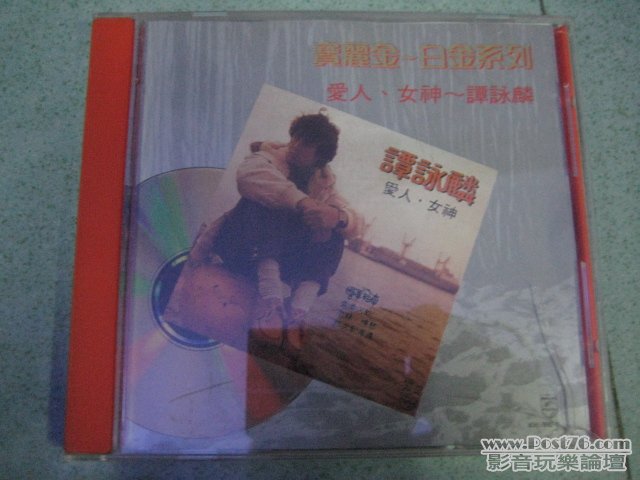 寶麗金~白金系列
愛人、女神~譚詠麟
譚詠麟
愛人·女神
www.Post76.com
影音玩樂論壇